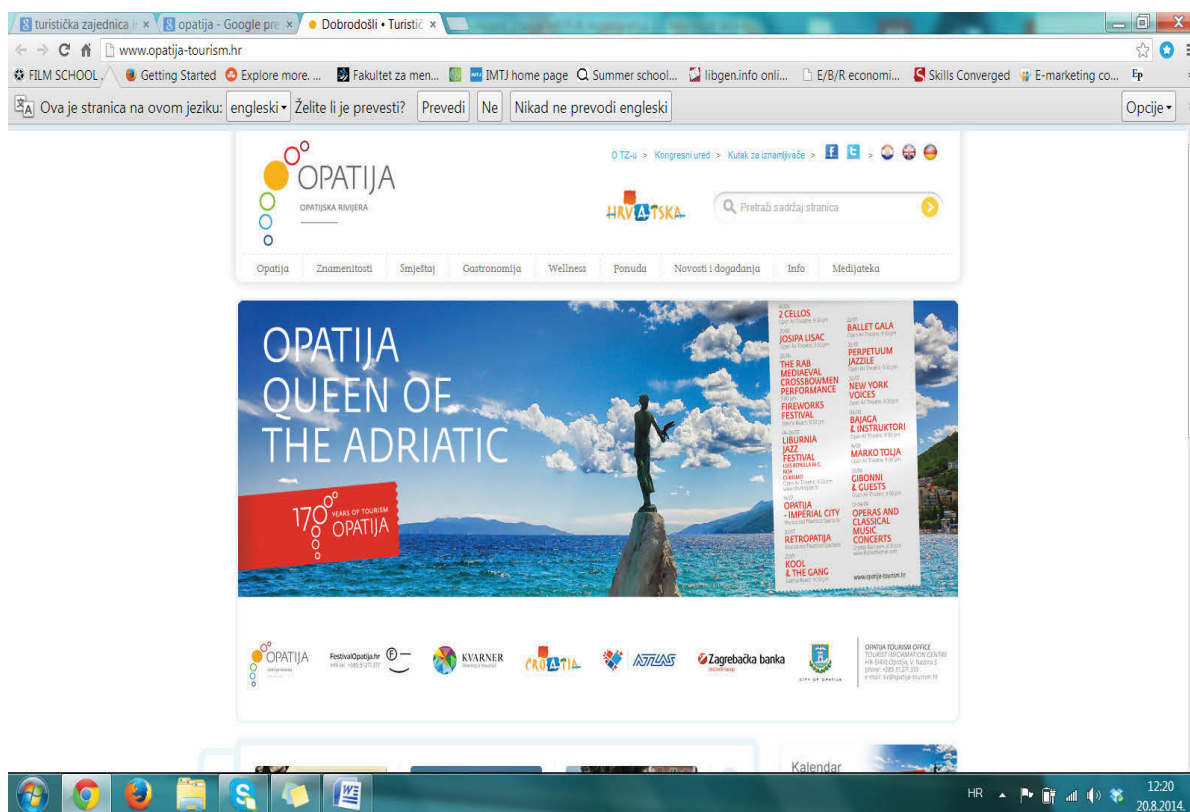 turistička zajednica
opatija - Google pre
Dobrodošli • Turistič
www.opatija-tourism.hr
FILM SCHOOL
Getting Started
Explore more. ...
Fakultet za men...
IMTJ home page
Summer school...
libgen.info onli...
E/B/R economi...
Skills Converged
E-marketing co...
Ova je stranica na ovom jeziku: engleski Želite li je prevesti? Prevedi Ne Nikad ne prevodi engleski Opcije
OPATIJA
OPATIJSKA RIVIJERA
O TZ-u > Kongresni ured > Kutak za iznamljivače >
HRVATSKA
Pretraži sadržaj stranica
Opatija Znamenitosti Smještaj Gastronomija Wellness Ponuda Novosti i događanja Info Medijateka
OPATIJA
QUEEN OF
THE ADRIATIC
170 YEARS OF TOURISM
OPATIJA
2 CELLOS
JOSIPA LISAC
THE RAB
MEDIAEVAL
CROSSBOWMEN
PERFORMANCE
FIREWORKS
FESTIVAL
LIBURNIA
JAZZ
FESTIVAL
OPATIJA
- IMPERIAL CITY
RETROPATIJA
KOOL
& THE GANG
BALLET GALA
PERPETUUM
JAZZILE
NEW YORK
VOICES
BAJAGA
& INSTRUKTORI
MARKO TOLJA
GIBONNI
& GUESTS
OPERAS AND
CLASSICAL
MUSIC
CONCERTS
www.opatija-tourism.hr
OPATIJA
FestivalOpatija.hr
KVARNER
CROATIA
ATLAS
Zagrebačka banka
CITY OF OPATIJA
OPATIJA TOURISM OFFICE
TOURIST INFORMATION CENTRE
Kalendar
HR
12:20
20.8.2014.